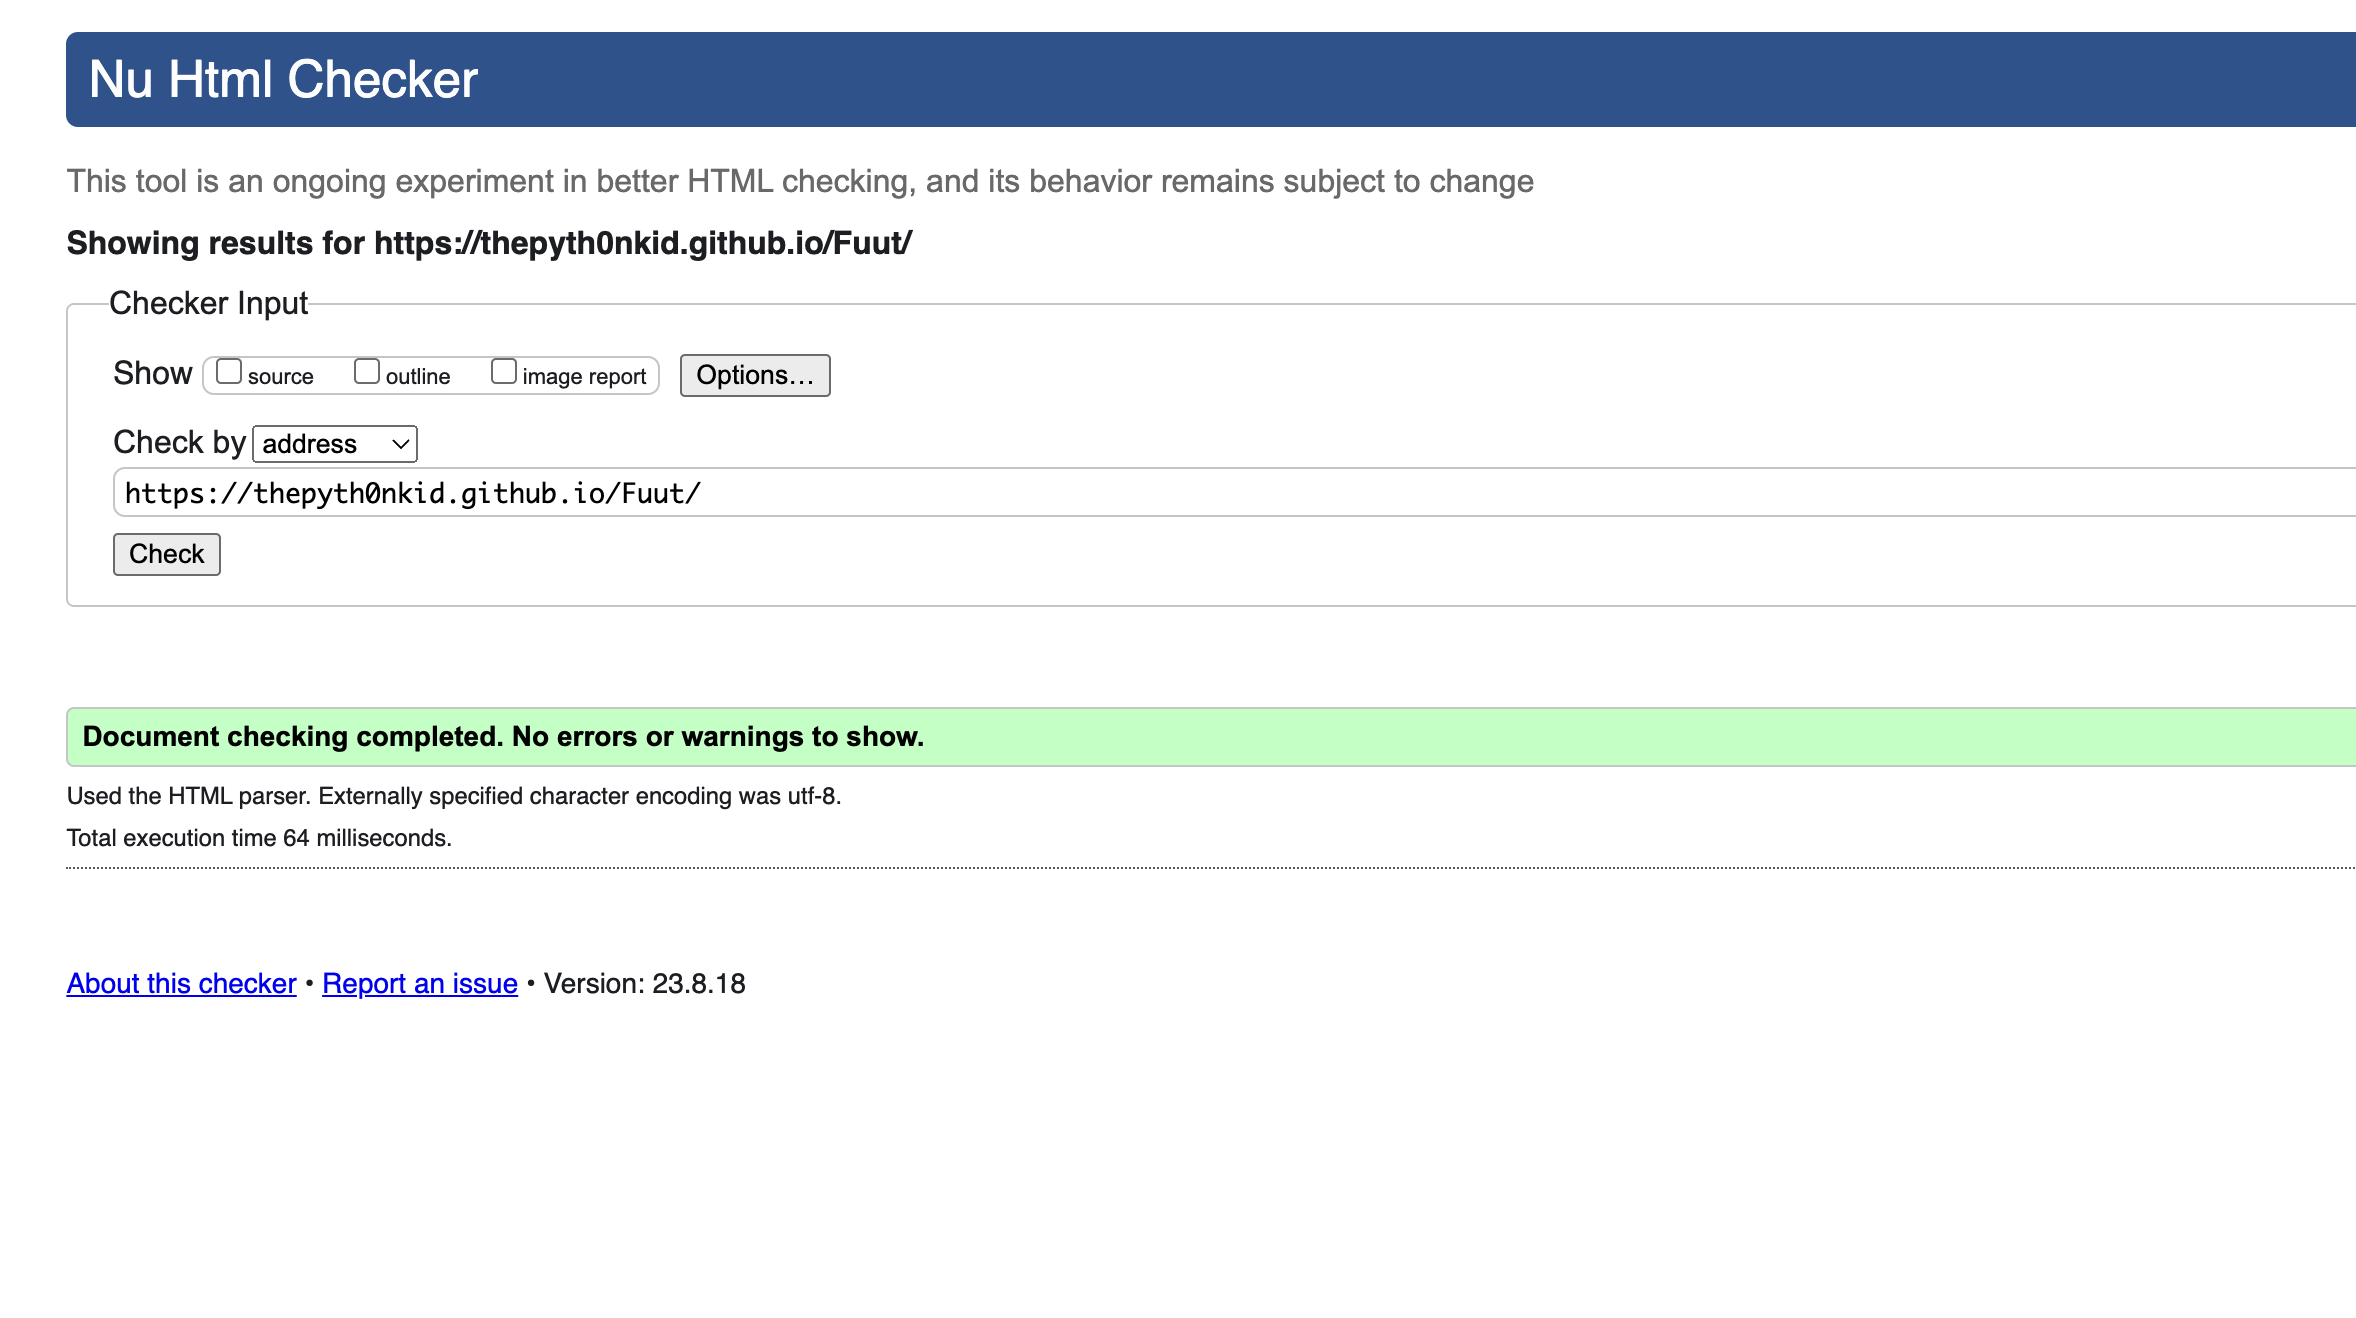 Nu Html Checker
This tool is an ongoing experiment in better HTML checking, and its behavior remains subject to change
Showing results for https://thepyth0nkid.github.io/Fuut/
Checker Input
Show source outline image report Options…
Check by address
https://thepyth0nkid.github.io/Fuut/
Check
Document checking completed. No errors or warnings to show.
Used the HTML parser. Externally specified character encoding was utf-8.
Total execution time 64 milliseconds.
About this checker • Report an issue • Version: 23.8.18